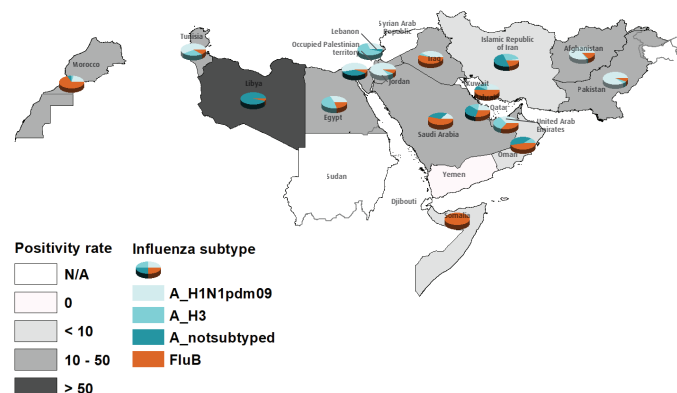 Tunisia
Morocco
Lebanon
Syrian Arab
Republic
Occupied Palestinian
territory
Libya
Egypt
Jordan
Iraq
Islamic Republic
of Iran
Afghanistan
Pakistan
Kuwait
Qatar
United Arab
Emirates
Saudi Arabia
Oman
Sudan
Yemen
Djibouti
Somalia
Positivity rate
N/A
0
< 10
10 - 50
> 50
Influenza subtype
A_H1N1pdm09
A_H3
A_notsubtyped
FluB